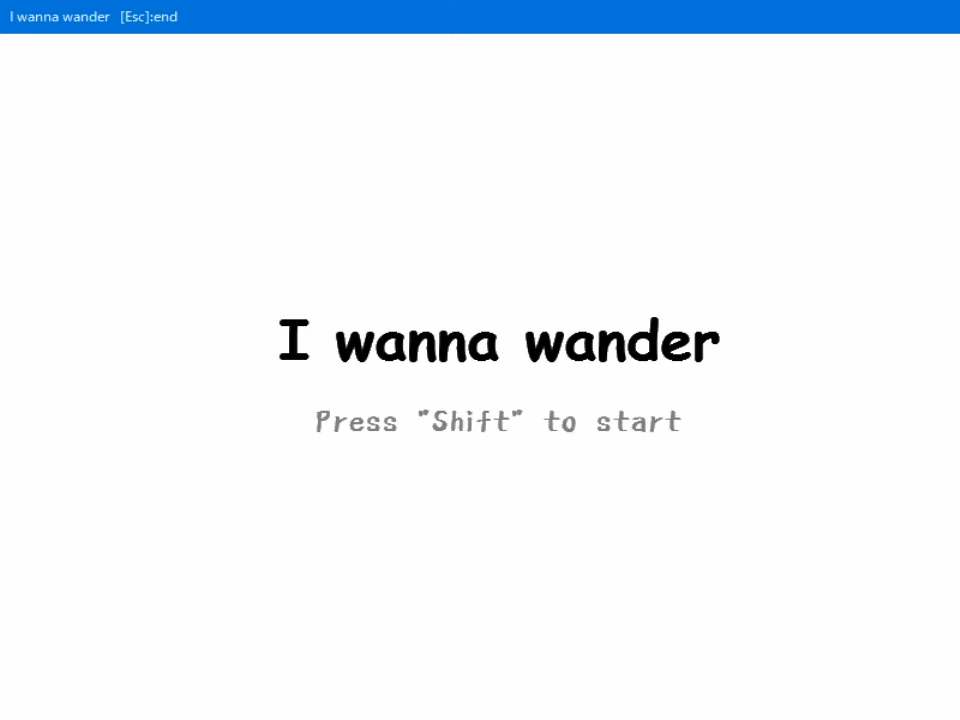 I wanna wander [Esc]:end
I wanna wander
Press "Shift" to start